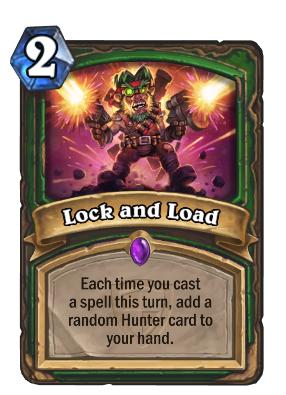 2
Lock and Load
Each time you cast
a spell this turn, add a
random Hunter card to
your hand.